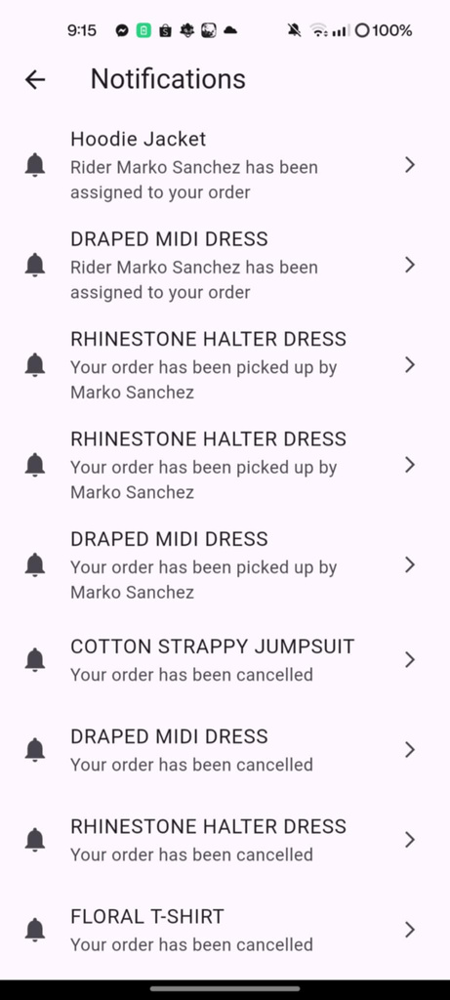 9:15
100%
Notifications
Hoodie Jacket
Rider Marko Sanchez has been
assigned to your order
DRAPED MIDI DRESS
Rider Marko Sanchez has been
assigned to your order
RHINESTONE HALTER DRESS
Your order has been picked up by
Marko Sanchez
RHINESTONE HALTER DRESS
Your order has been picked up by
Marko Sanchez
DRAPED MIDI DRESS
Your order has been picked up by
Marko Sanchez
COTTON STRAPPY JUMPSUIT
Your order has been cancelled
DRAPED MIDI DRESS
Your order has been cancelled
RHINESTONE HALTER DRESS
Your order has been cancelled
FLORAL T-SHIRT
Your order has been cancelled